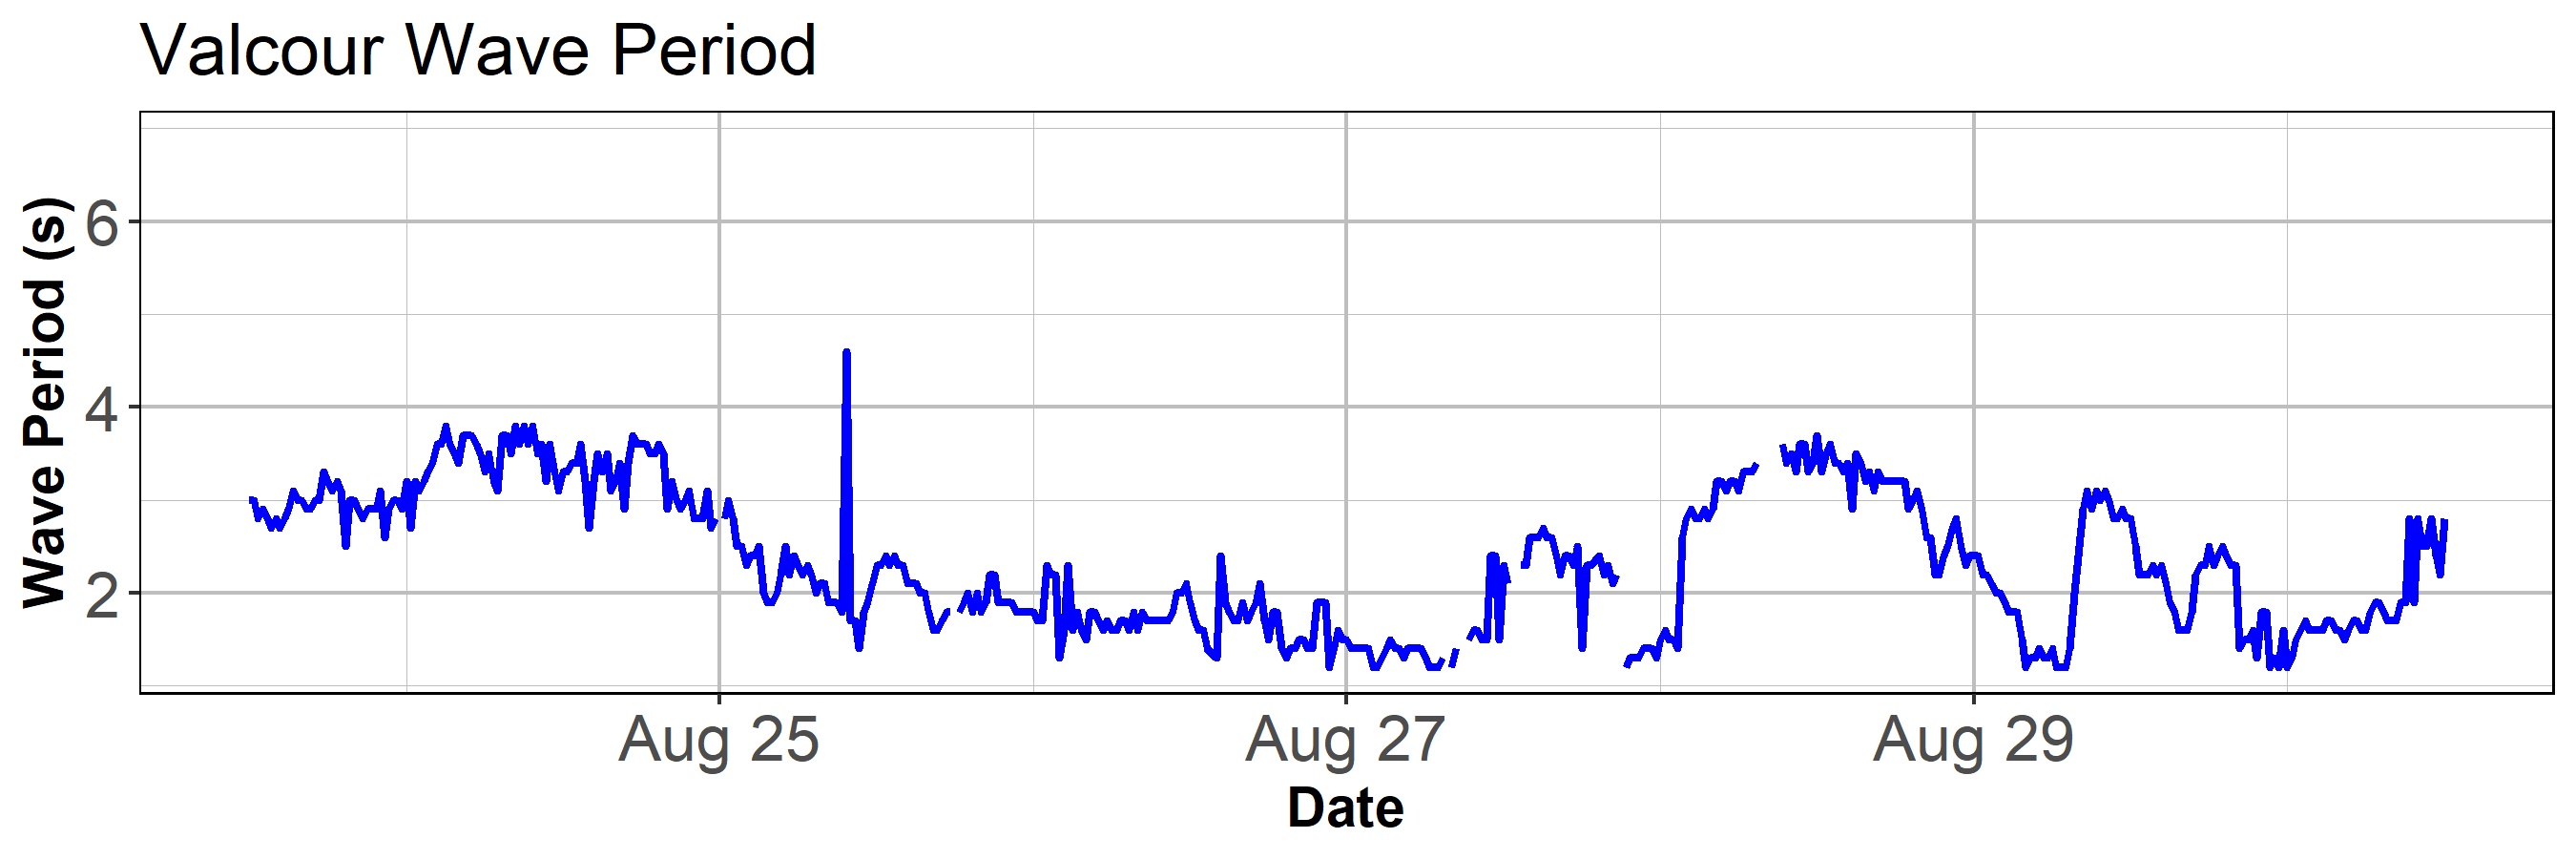 Valcour Wave Period
Wave Period (s)
6
4
2
Aug 25
Aug 27
Aug 29
Date